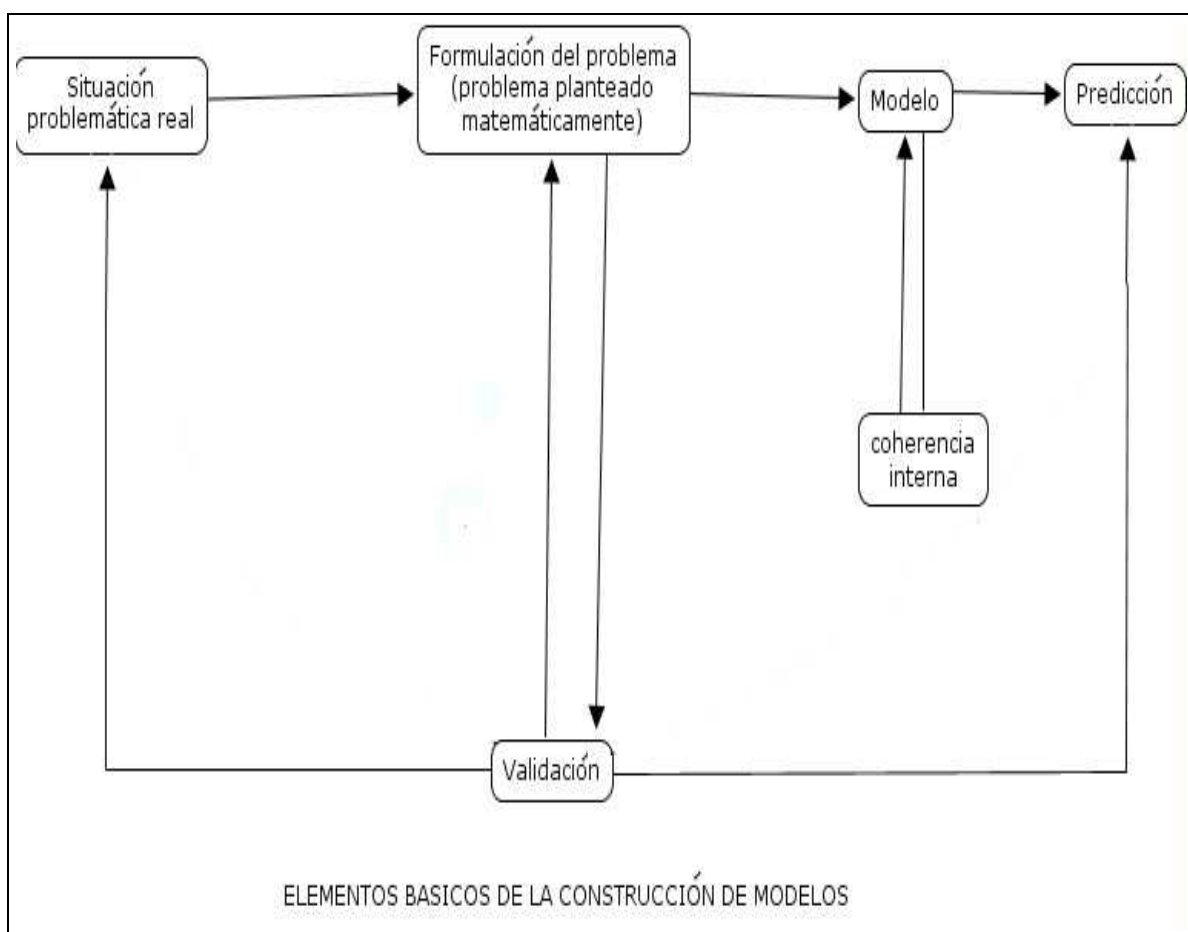 Situación
problemática real
Formulación del problema
(problema planteado
matemáticamente)
Modelo
Predicción
coherencia
interna
Validación
ELEMENTOS BASICOS DE LA CONSTRUCCIÓN DE MODELOS